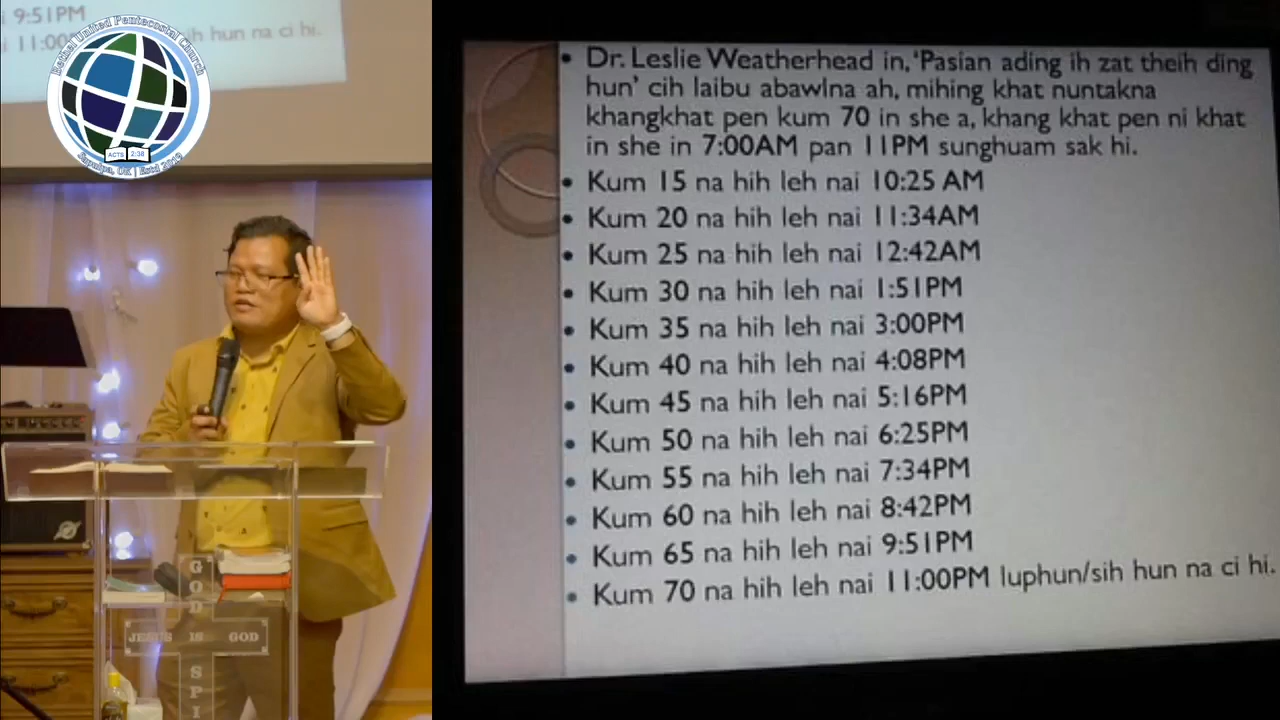 i 9:51PM
i 11:00
ih hun na ci hi.
Bethel United Pentecostal Church
ACTS 2:38
Sapulpa, OK | Estd 2019
GOD
JESUS IS GOD
SPI
• Dr. Leslie Weatherhead in, ‘Pasian ading ih zat theih ding
hun’ cih laibu abawlna ah, mihing khat nuntakna
khangkhat pen kum 70 in she a, khang khat pen ni khat
in she in 7:00AM pan 11PM sunghuam sak hi.
• Kum 15 na hih leh nai 10:25 AM
• Kum 20 na hih leh nai 11:34AM
• Kum 25 na hih leh nai 12:42AM
• Kum 30 na hih leh nai 1:51PM
• Kum 35 na hih leh nai 3:00PM
• Kum 40 na hih leh nai 4:08PM
• Kum 45 na hih leh nai 5:16PM
• Kum 50 na hih leh nai 6:25PM
• Kum 55 na hih leh nai 7:34PM
• Kum 60 na hih leh nai 8:42PM
• Kum 65 na hih leh nai 9:51PM
• Kum 70 na hih leh nai 11:00PM luphun/sih hun na ci hi.